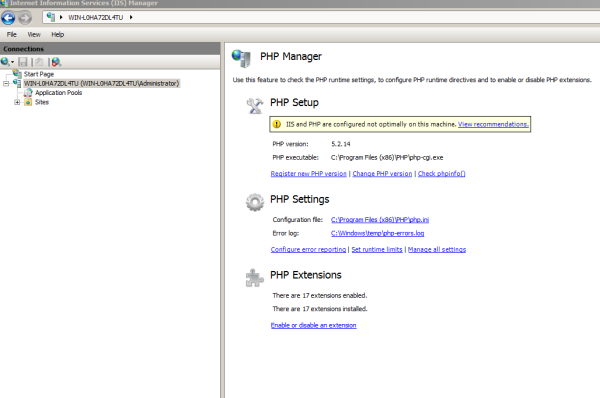 Internet Information Services (IIS) Manager
WIN-L0HA72DL4TU
File View Help
Connections
Start Page
WIN-L0HA72DL4TU (WIN-L0HA72DL4TU\Administrator)
Application Pools
Sites
PHP Manager
Use this feature to check the PHP runtime settings, to configure PHP runtime directives and to enable or disable PHP extensions.
PHP Setup
IIS and PHP are configured not optimally on this machine. View recommendations.
PHP version: 5.2.14
PHP executable: C:\Program Files (x86)\PHP\php-cgi.exe
Register new PHP version | Change PHP version | Check phpinfo()
PHP Settings
Configuration file: C:\Program Files (x86)\PHP\php.ini
Error log: C:\Windows\temp\php-errors.log
Configure error reporting | Set runtime limits | Manage all settings
PHP Extensions
There are 17 extensions enabled.
There are 17 extensions installed.
Enable or disable an extension